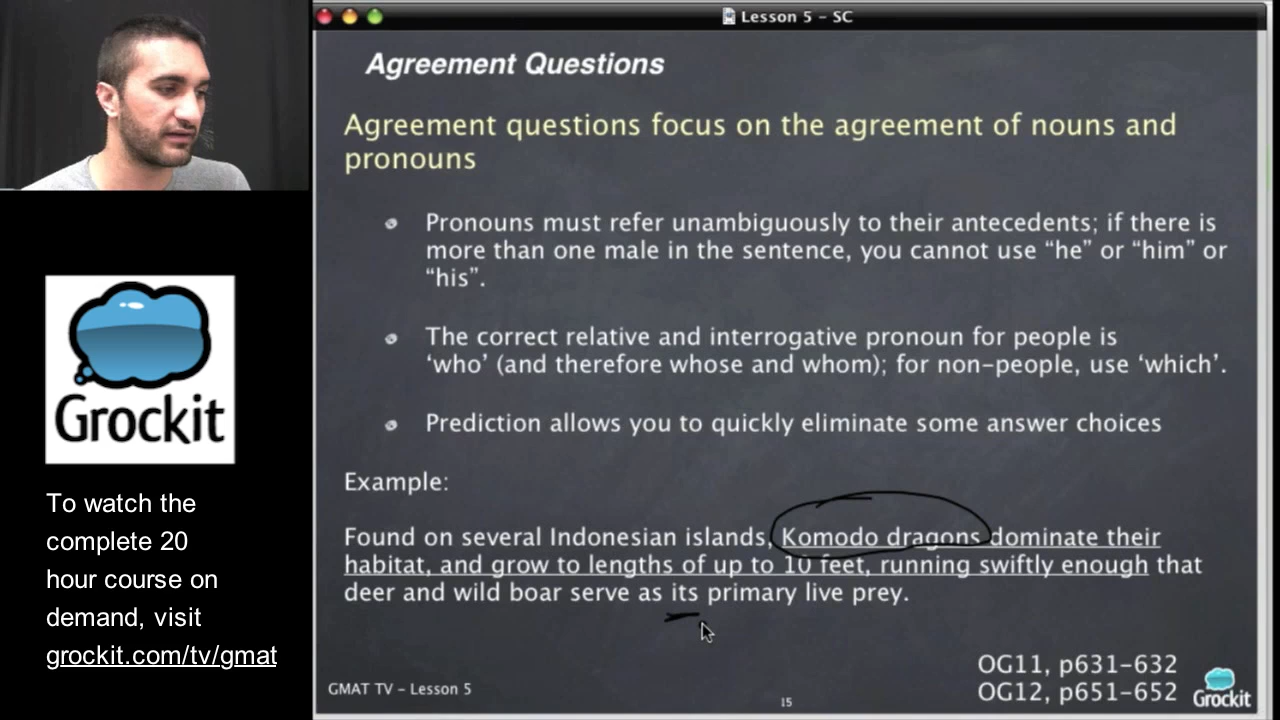 Lesson 5 – SC
Agreement Questions
Agreement questions focus on the agreement of nouns and
pronouns
Pronouns must refer unambiguously to their antecedents; if there is
more than one male in the sentence, you cannot use “he” or “him” or
“his”.
The correct relative and interrogative pronoun for people is
‘who’ (and therefore whose and whom); for non-people, use ‘which’.
Prediction allows you to quickly eliminate some answer choices
Example:
Found on several Indonesian islands, Komodo dragons dominate their
habitat, and grow to lengths of up to 10 feet, running swiftly enough that
deer and wild boar serve as its primary live prey.
OG11, p631-632
OG12, p651-652
GMAT TV – Lesson 5
15
Grockit
Grockit
To watch the
complete 20
hour course on
demand, visit
grockit.com/tv/gmat